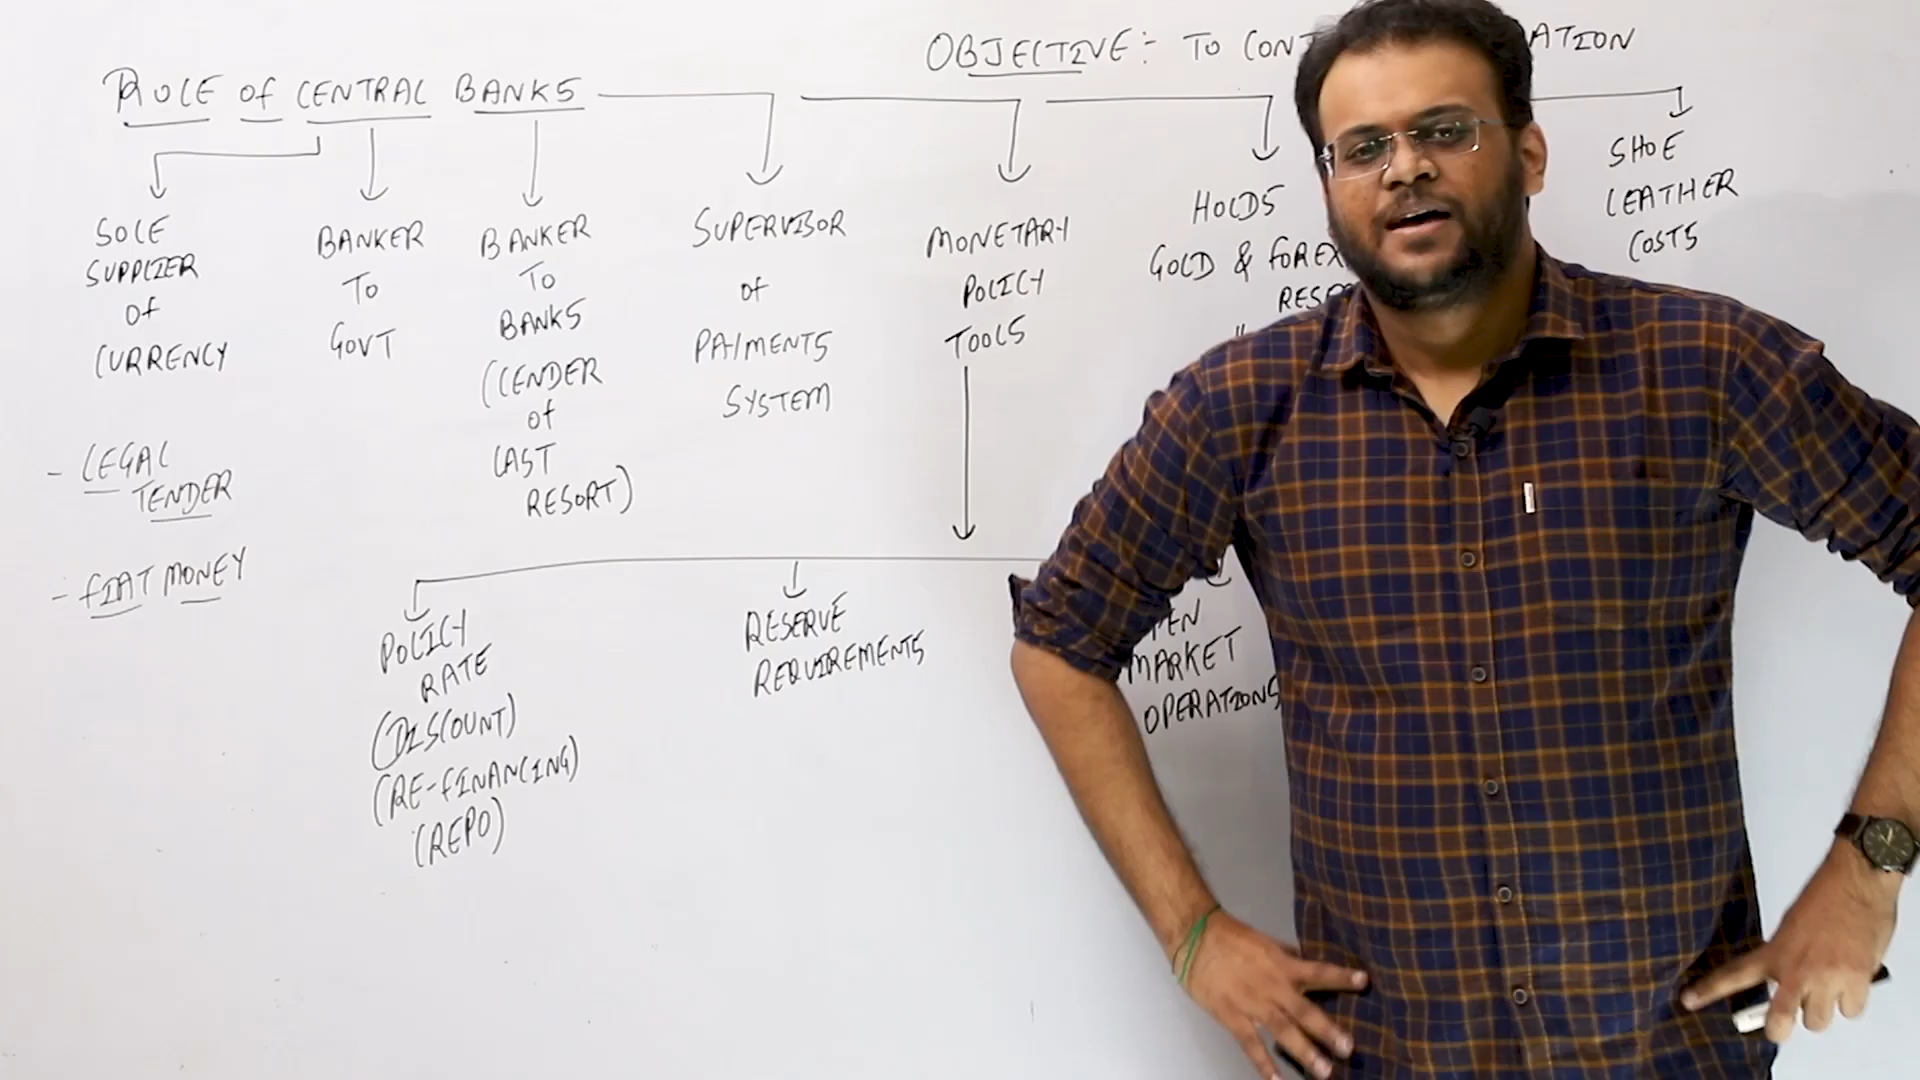 OBJECTIVE:- TO
ROLE OF CENTRAL BANKS
SOLE
SUPPLIER
OF
CURRENCY
- LEGAL
TENDER
- FIAT MONEY
BANKER
TO
GOVT
BANKER
TO
BANKS
(LENDER
OF
LAST
RESORT)
SUPERVISOR
OF
PAYMENTS
SYSTEM
MONETARY
POLICY
TOOLS
HOLDS
GOLD & FOREX
SHOE
LEATHER
COSTS
POLICY
RATE
(DISCOUNT)
(RE-FINANCING)
(REPO)
RESERVE
REQUIREMENTS
MARKET
OPERATIONS